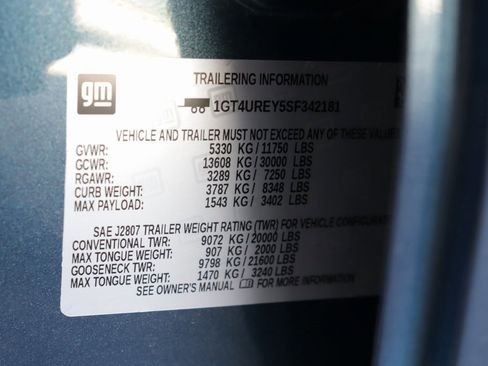 gm
TRAILERING INFORMATION
1GT4UREY5SF342181
VEHICLE AND TRAILER MUST NOT EXCEED ANY OF THESE VALUES
GVWR: 5330 KG/11750 LBS
GCWR: 13608 KG/30000 LBS
RGAWR: 3289 KG/ 7250 LBS
CURB WEIGHT: 3787 KG/ 8348 LBS
MAX PAYLOAD: 1543 KG/ 3402 LBS
SAE J2807 TRAILER WEIGHT RATING (TWR) FOR VEHICLE CONFIGURAT
CONVENTIONAL TWR: 9072 KG/20000 LBS
MAX TONGUE WEIGHT: 907 KG/ 2000 LBS
GOOSENECK TWR: 9798 KG/21600 LBS
MAX TONGUE WEIGHT: 1470 KG/ 3240 LBS
SEE OWNER'S MANUAL FOR MORE INFORMATION